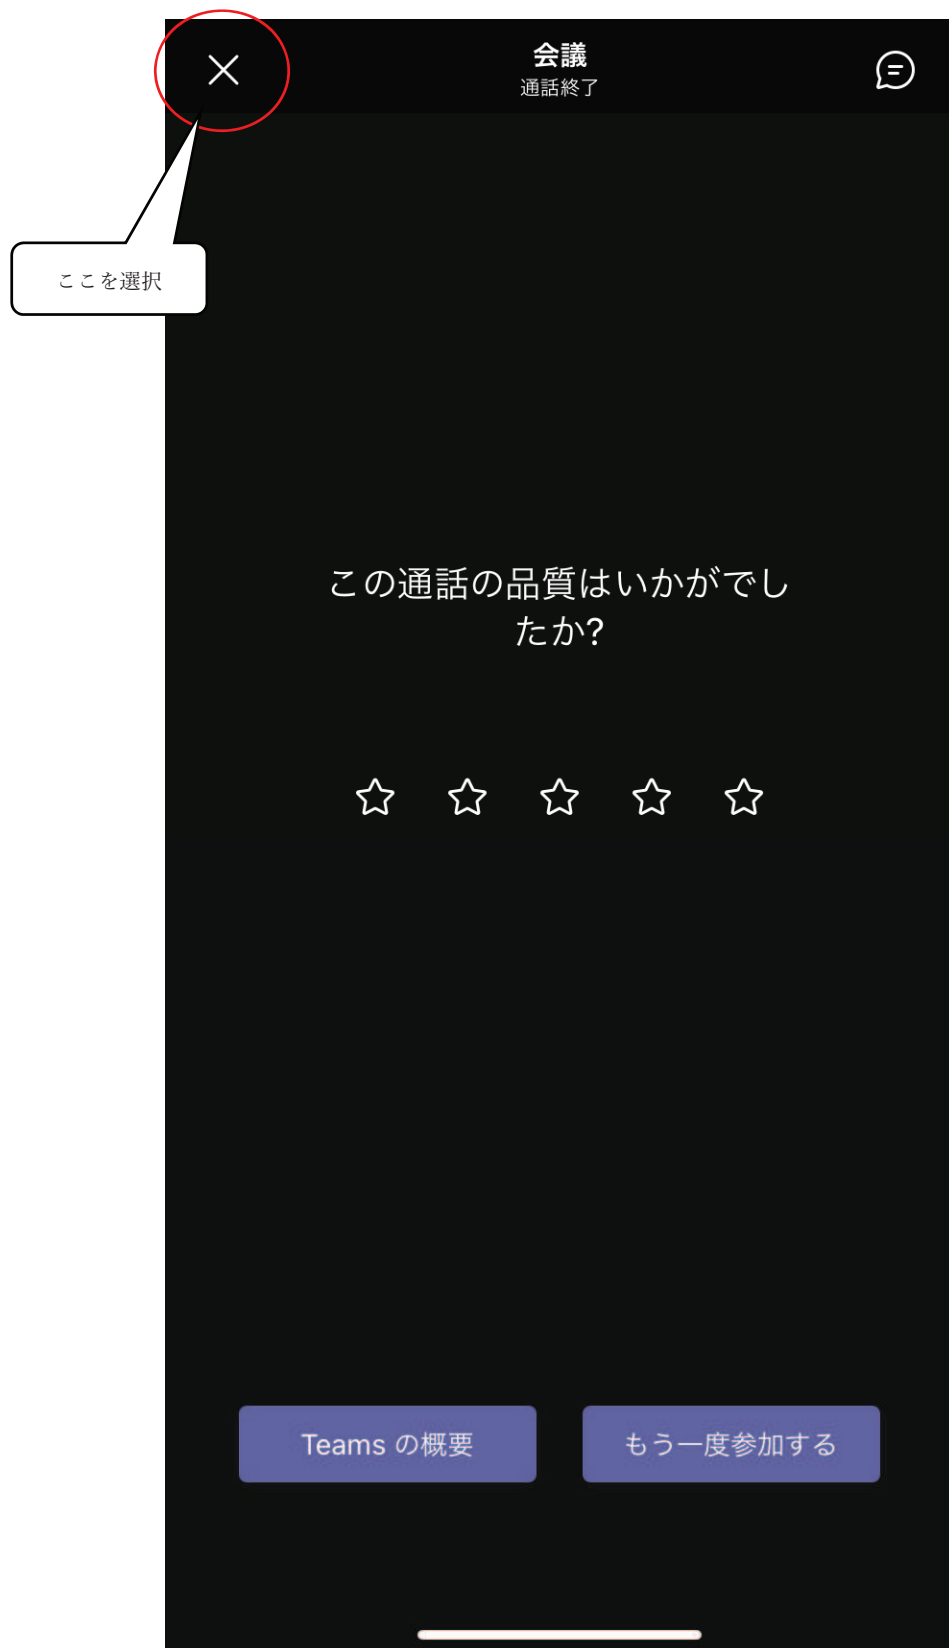 会議
通話終了
ここを選択
この通話の品質はいかがでし
たか?
Teams の概要
もう一度参加する